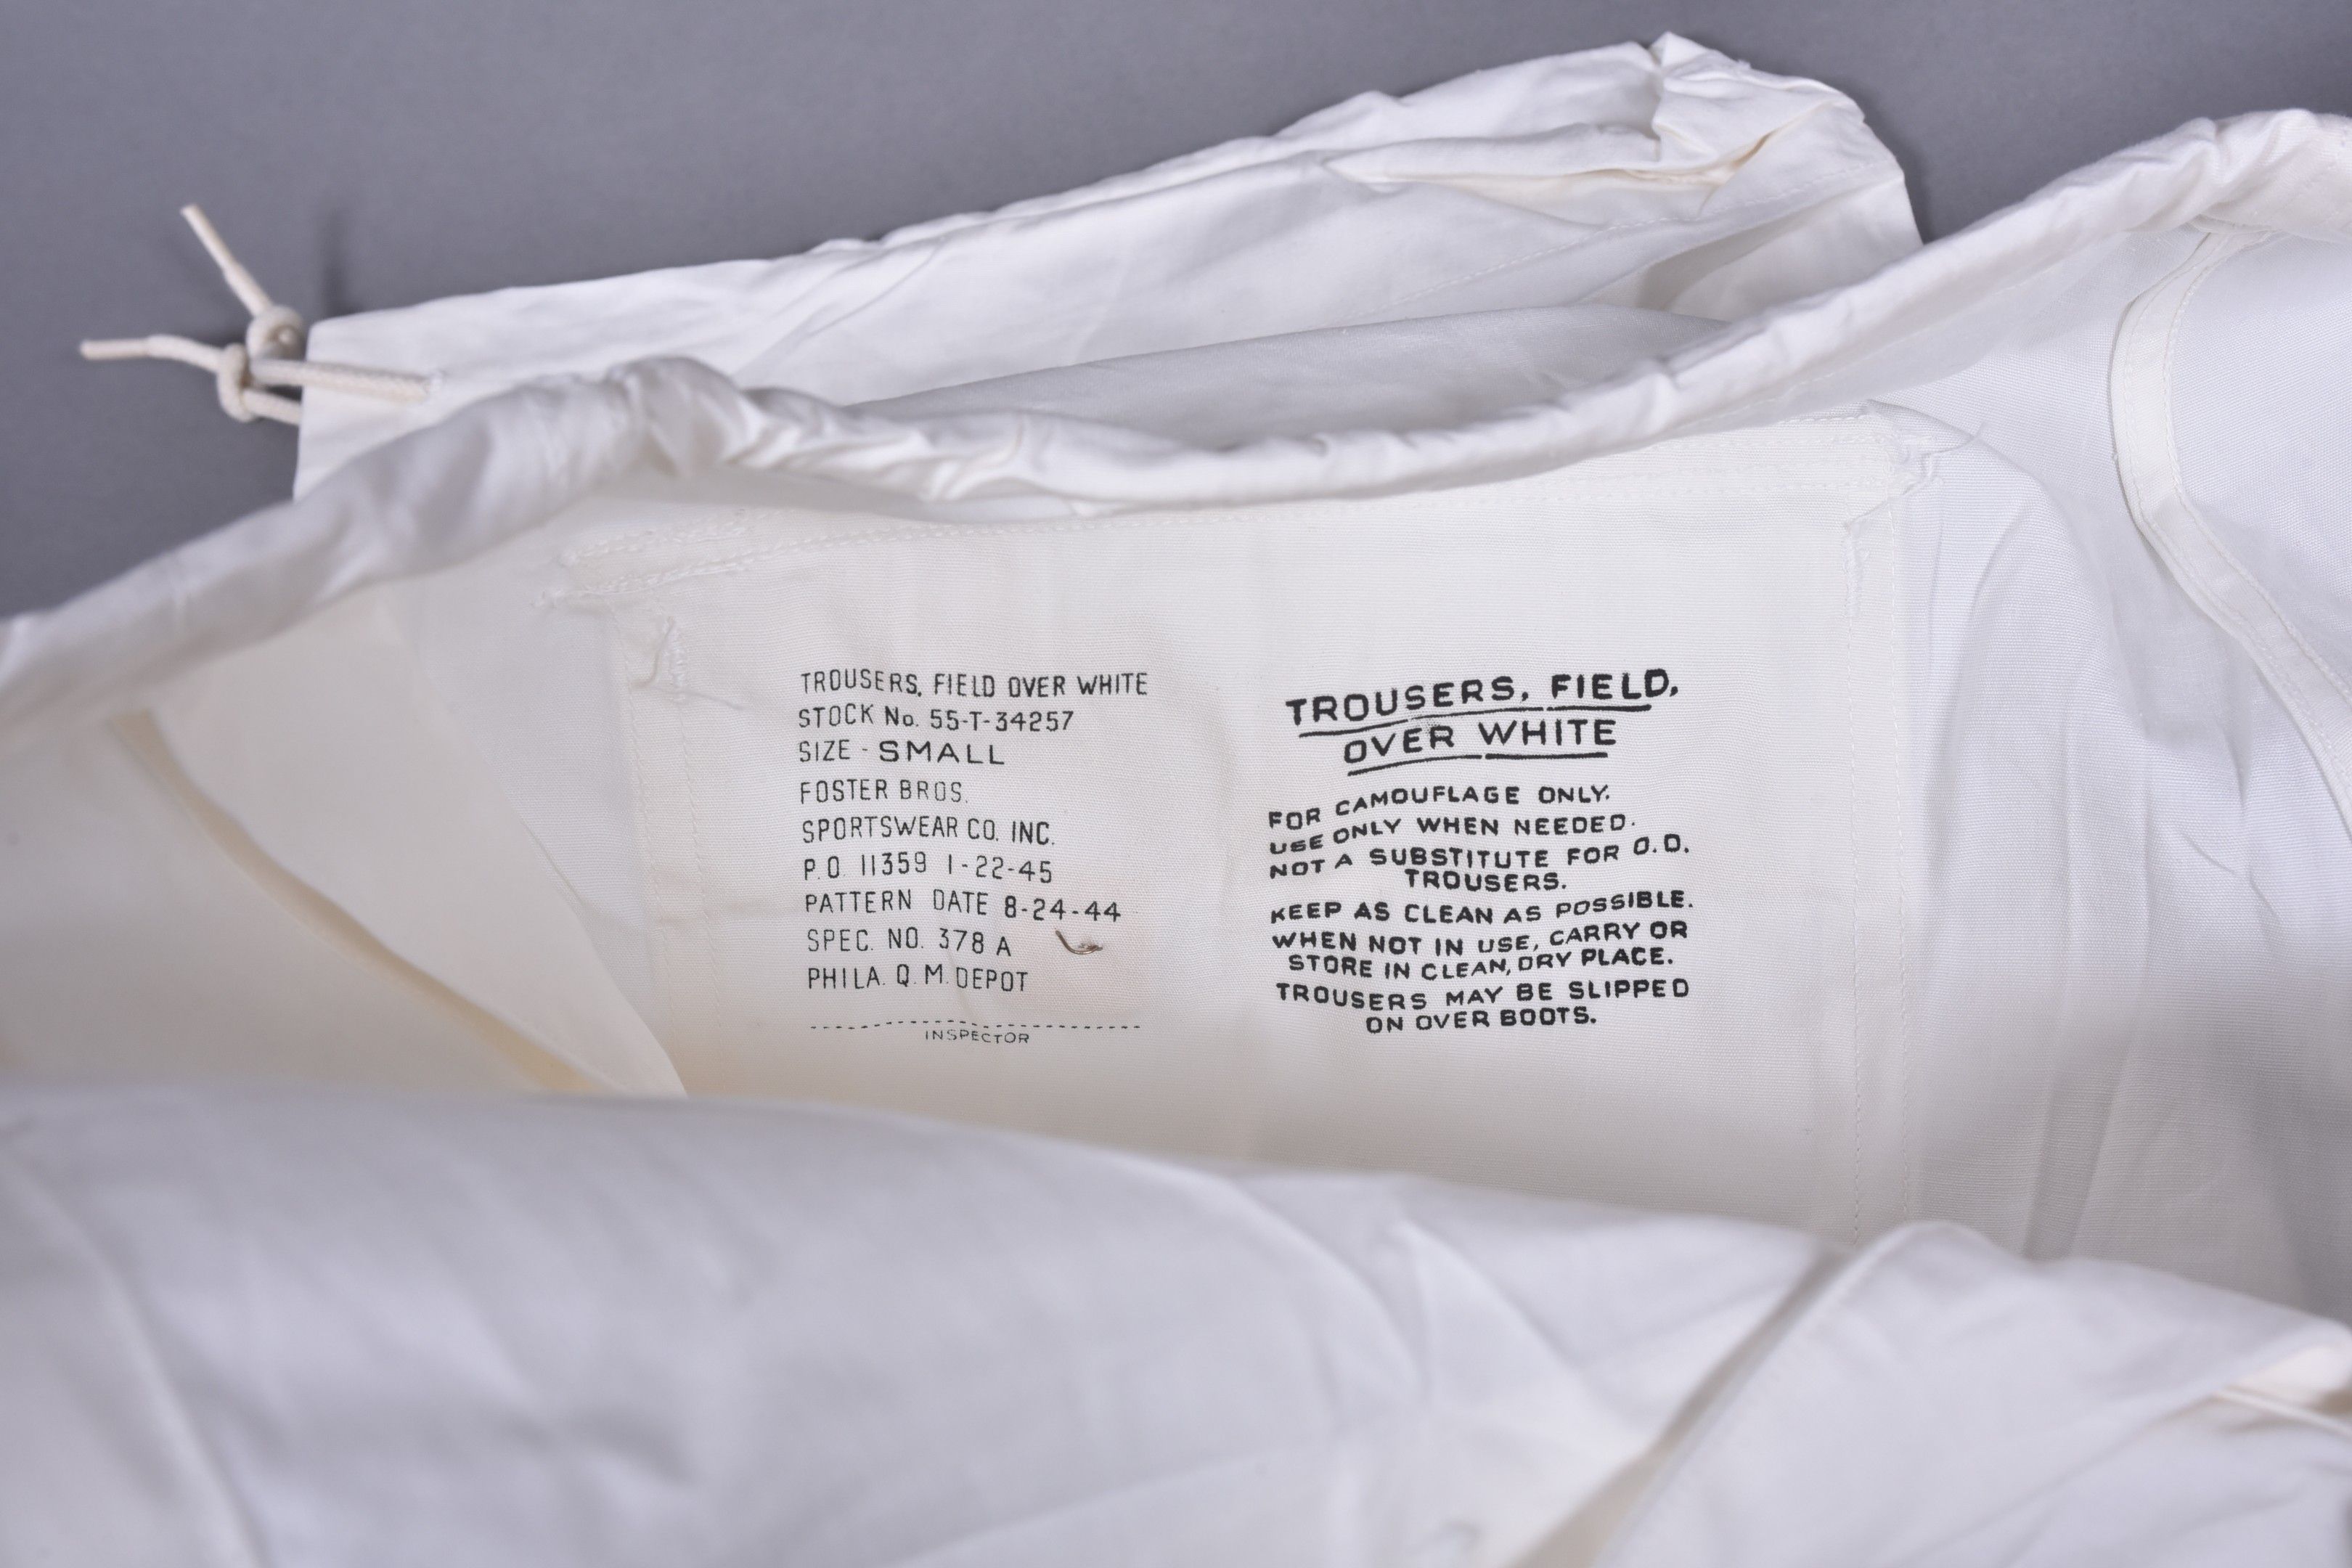 TROUSERS, FIELD OVER WHITE
STOCK No. 55-T-34257
SIZE - SMALL
FOSTER BROS.
SPORTSWEAR CO. INC.
P.O. 11359 1-22-45
PATTERN DATE 8-24-44
SPEC. NO. 378 A
PHILA. Q.M. DEPOT
INSPECTOR
TROUSERS, FIELD,
OVER WHITE
FOR CAMOUFLAGE ONLY.
USE ONLY WHEN NEEDED.
NOT A SUBSTITUTE FOR O.D.
TROUSERS.
KEEP AS CLEAN AS POSSIBLE.
WHEN NOT IN USE, CARRY OR
STORE IN CLEAN, DRY PLACE.
TROUSERS MAY BE SLIPPED
ON OVER BOOTS.